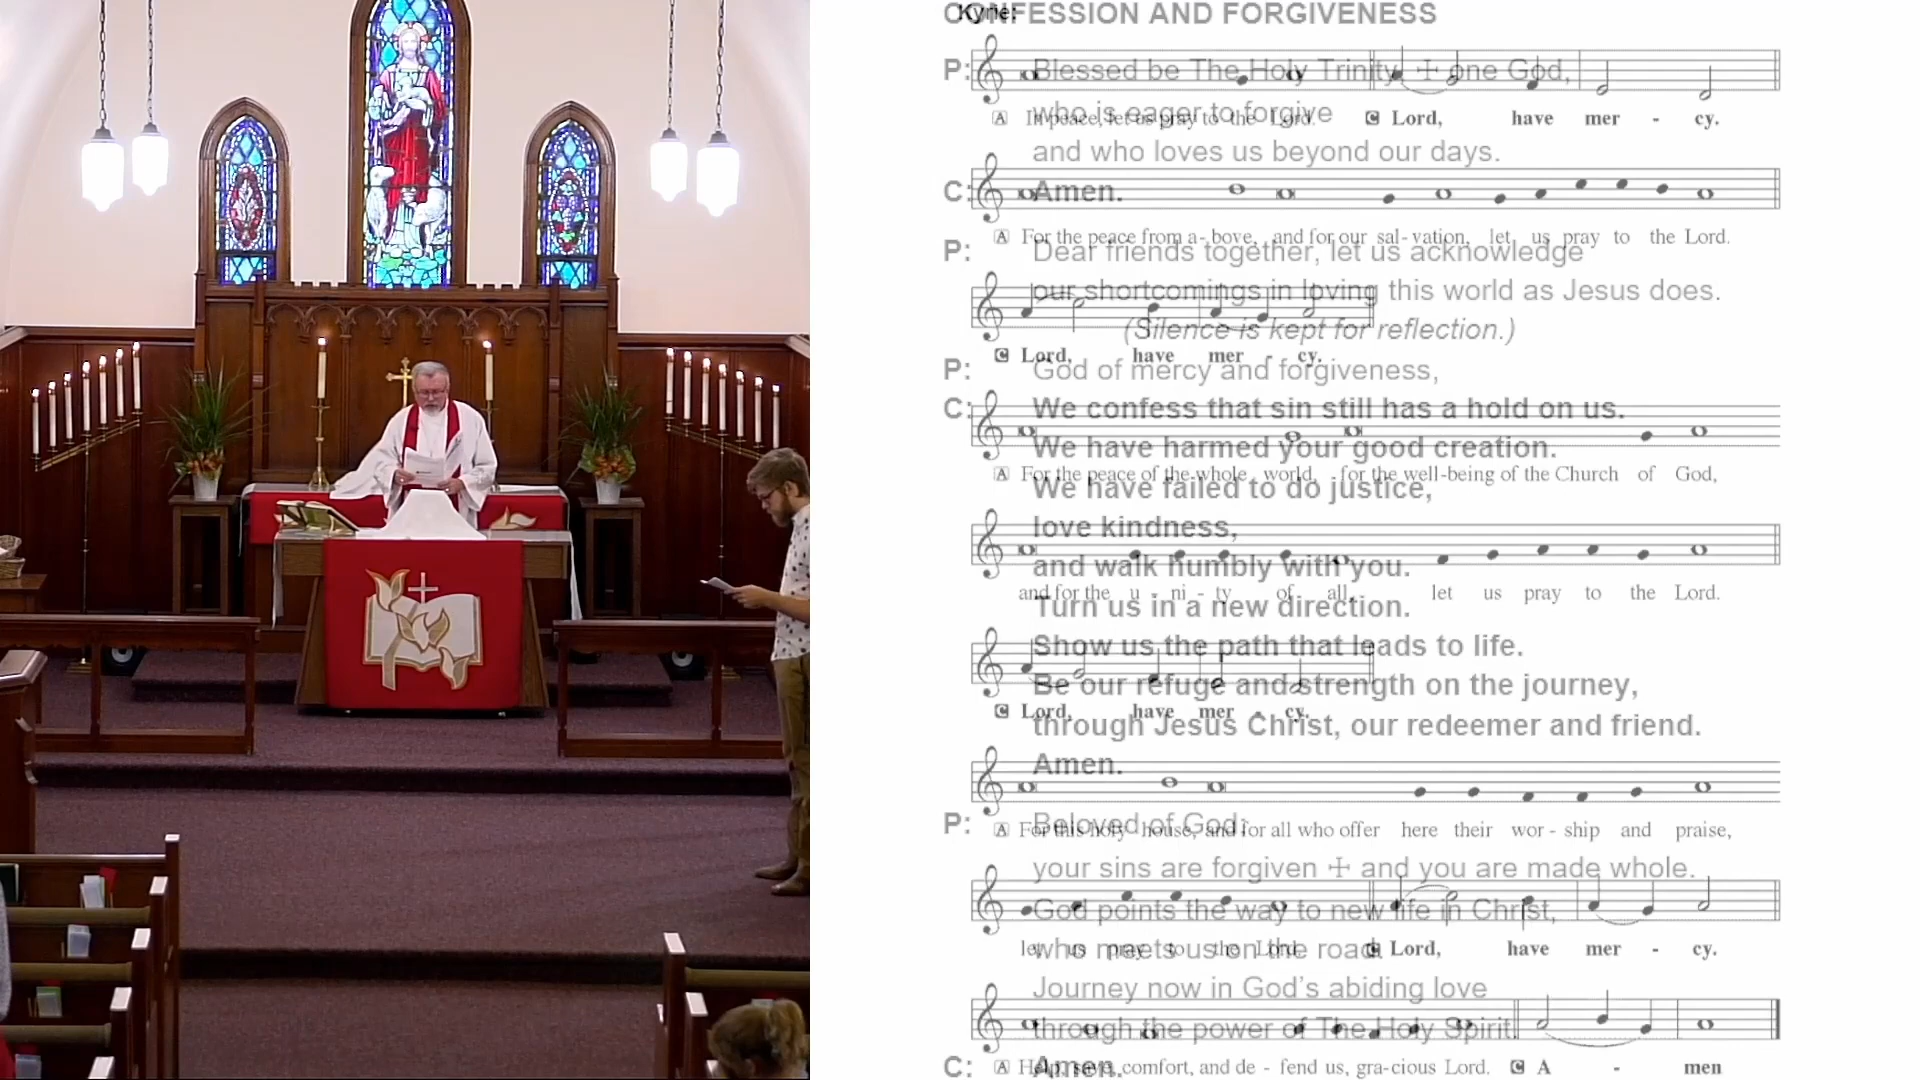 CONFESSION AND FORGIVENESS
Kyrie:
P: Blessed be The Holy Trinity, ☩ one God,
who is eager to forgive
and who loves us beyond our days.
C: Amen.
P: Dear friends together, let us acknowledge
our shortcomings in loving this world as Jesus does.
(Silence is kept for reflection.)
P: God of mercy and forgiveness,
C: We confess that sin still has a hold on us.
We have harmed your good creation.
We have failed to do justice,
love kindness,
and walk humbly with you.
Turn us in a new direction.
Show us the path that leads to life.
Be our refuge and strength on the journey,
through Jesus Christ, our redeemer and friend.
Amen.
P: Beloved of God,
your sins are forgiven ☩ and you are made whole.
God points the way to new life in Christ,
who meets us on the road.
Journey now in God's abiding love
through the power of The Holy Spirit.
C: Amen.
A In peace, let us pray to the Lord. C Lord, have mer - cy.
A For the peace from a - bove, and for our sal - vation, let us pray to the Lord.
C Lord, have mer - cy.
A For the peace of the whole world, for the well-being of the Church of God,
and for the u - ni - ty of all, let us pray to the Lord.
C Lord, have mer - cy.
A For this holy house, and for all who offer here their wor - ship and praise,
let us pray to the Lord. C Lord, have mer - cy.
A Help, save, comfort, and de - fend us, gra-cious Lord. C A - men